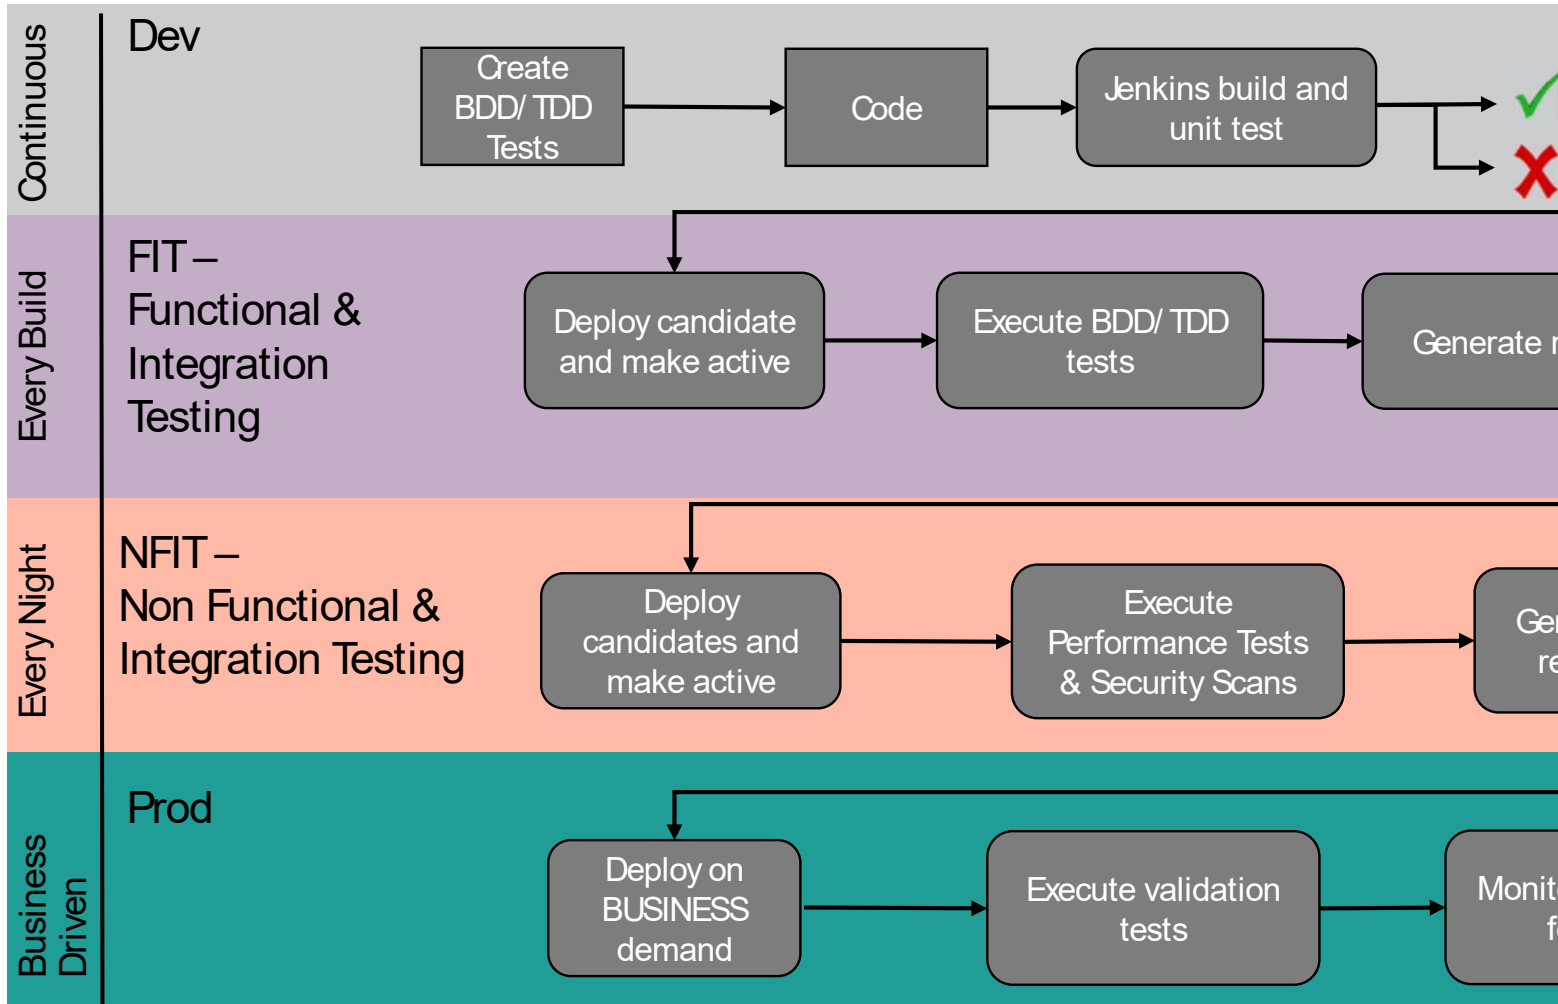 Continuous
Dev
Create
BDD/ TDD
Tests
Code
Jenkins build and
unit test
Every Build
FIT –
Functional &
Integration
Testing
Deploy candidate
and make active
Execute BDD/ TDD
tests
Generate
Every Night
NFIT –
Non Functional &
Integration Testing
Deploy
candidates and
make active
Execute
Performance Tests
& Security Scans
Business
Driven
Prod
Deploy on
BUSINESS
demand
Execute validation
tests